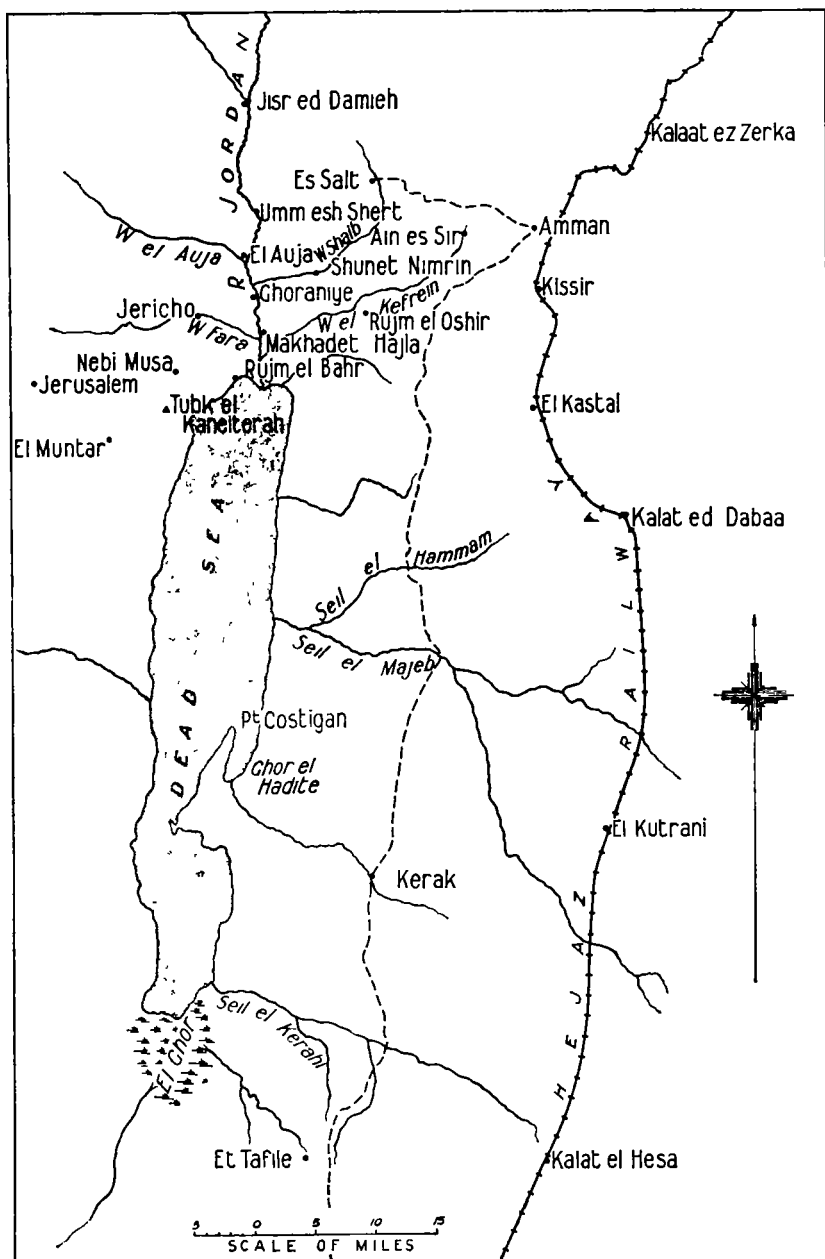 R. JORDAN
Jisr ed Damieh
Kalaat ez Zerka
Es Salt
Umm esh Shert
Amman
W el Auja
El Auja
W Shaib
Ain es Sir
Shunet Nimrin
Kissir
Ghoraniye
Jericho
W el Kefrein
Rujm el Oshir
W Fara
Makhadet Hajla
Nebi Musa
Rujm el Bahr
Jerusalem
Tubk el
Kaneiterah
El Kastal
El Muntar
DEAD SEA
Kalat ed Dabaa
Seil el Hammam
Seil el Majeb
HEJAZ RAILWAY
Pt Costigan
Ghor el
Hadite
El Kutrani
Kerak
Seil el Kerahi
El Ghor
Et Tafile
Kalat el Hesa
5 0 5 10 15
SCALE OF MILES